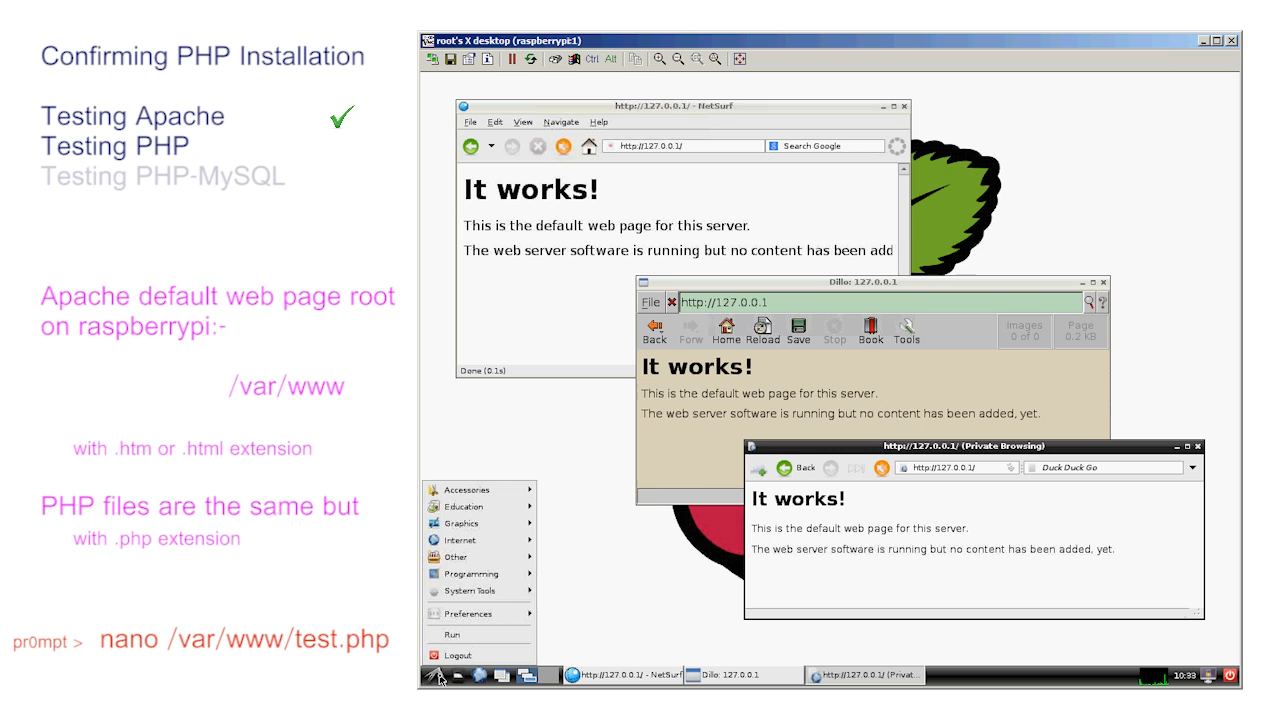 Confirming PHP Installation
Testing Apache
Testing PHP
Testing PHP-MySQL
Apache default web page root
on raspberrypi:-
/var/www
with .htm or .html extension
PHP files are the same but
with .php extension
pr0mpt > nano /var/www/test.php
root's X desktop (raspberrypi:1)
Ctrl Alt
http://127.0.0.1/ - NetSurf
File Edit View Navigate Help
http://127.0.0.1/ Search Google
It works!
This is the default web page for this server.
The web server software is running but no content has been add
Done (0.1s)
Dillo: 127.0.0.1
File http://127.0.0.1 ?
Back Forw Home Reload Save Stop Book Tools
Images
0 of 0
Page
0.2 KB
It works!
This is the default web page for this server.
The web server software is running but no content has been added, yet.
http://127.0.0.1/ (Private Browsing)
Back http://127.0.0.1/ Duck Duck Go
It works!
This is the default web page for this server.
The web server software is running but no content has been added, yet.
Accessories
Education
Graphics
Internet
Other
Programming
System Tools
Preferences
Run
Logout
http://127.0.0.1/ - NetSurf
Dillo: 127.0.0.1
http://127.0.0.1/ (Privat...
10:33